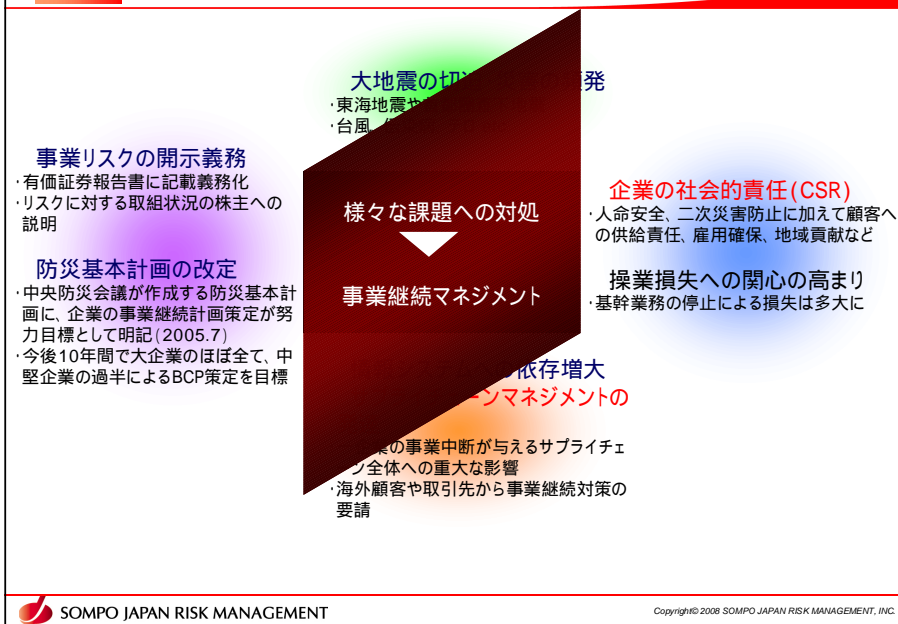 大地震の切
発
・東海地震や
・台風、
事業リスクの開示義務
・有価証券報告書に記載義務化
・リスクに対する取組状況の株主への
説明
防災基本計画の改定
・中央防災会議が作成する防災基本計
画に、企業の事業継続計画策定が努
力目標として明記(2005.7)
・今後10年間で大企業のほぼ全て、中
堅企業の過半によるBCP策定を目標
様々な課題への対処
事業継続マネジメント
企業の社会的責任(CSR)
・人命安全、二次災害防止に加えて顧客へ
の供給責任、雇用確保、地域貢献など
操業損失への関心の高まり
・基幹業務の停止による損失は多大に
依存増大
ーンマネジメントの
の事業中断が与えるサプライチェ
ン全体への重大な影響
・海外顧客や取引先から事業継続対策の
要請
SOMPO JAPAN RISK MANAGEMENT
Copyright© 2008 SOMPO JAPAN RISK MANAGEMENT, INC.